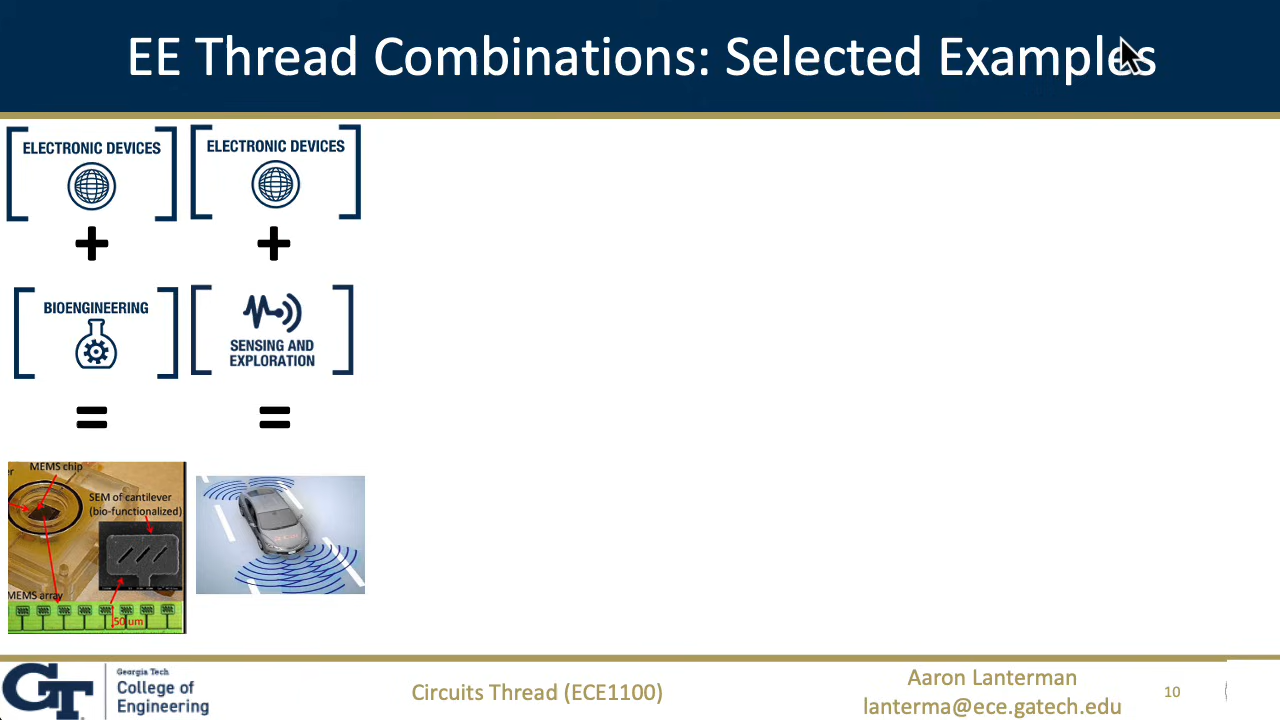 EE Thread Combinations: Selected Examples
ELECTRONIC DEVICES
ELECTRONIC DEVICES
+
+
BIOENGINEERING
SENSING AND
EXPLORATION
=
=
MEMS chip
SEM of cantilever
(bio-functionalized)
MEMS array
50 um
GT
Georgia Tech
College of
Engineering
Circuits Thread (ECE1100)
Aaron Lanterman
lanterma@ece.gatech.edu
10